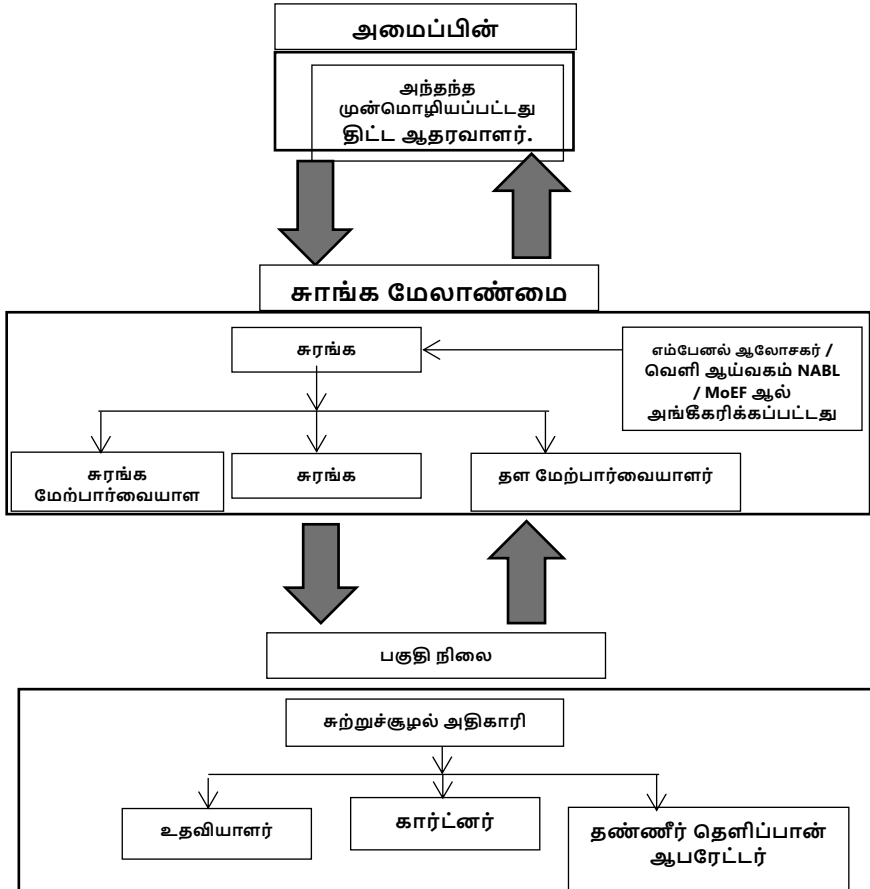 அமைப்பின்
அந்தந்த
முன்மொழியப்பட்டது
திட்ட ஆதரவாளர்.
சுாங்க மேலாண்மை
சுரங்க
எம்பேனல் ஆலோசகர் /
வெளி ஆய்வகம் NABL
/ MoEF ஆல்
அங்கீகரிக்கப்பட்டது
சுரங்க
மேற்பார்வையாள
சுரங்க
தள மேற்பார்வையாளர்
பகுதி நிலை
சுற்றுச்சூழல் அதிகாரி
உதவியாளர்
கார்ட்னர்
தண்ணீர் தெளிப்பான்
ஆபரேட்டர்